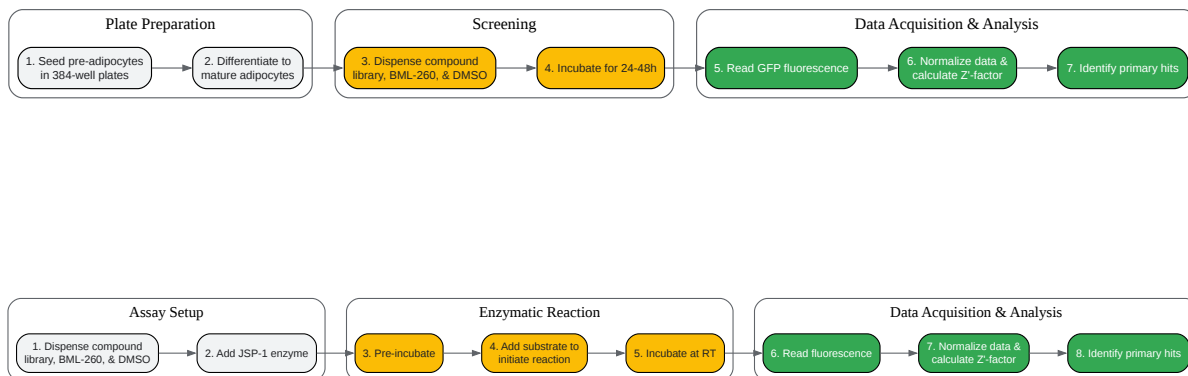 Plate Preparation
1. Seed pre-adipocytes
in 384-well plates
2. Differentiate to
mature adipocytes
Screening
3. Dispense compound
library, BML-260, & DMSO
4. Incubate for 24-48h
Data Acquisition & Analysis
5. Read GFP fluorescence
6. Normalize data &
calculate Z'-factor
7. Identify primary hits
Assay Setup
1. Dispense compound
library, BML-260, & DMSO
2. Add JSP-1 enzyme
Enzymatic Reaction
3. Pre-incubate
4. Add substrate to
initiate reaction
5. Incubate at RT
Data Acquisition & Analysis
6. Read fluorescence
7. Normalize data &
calculate Z'-factor
8. Identify primary hits